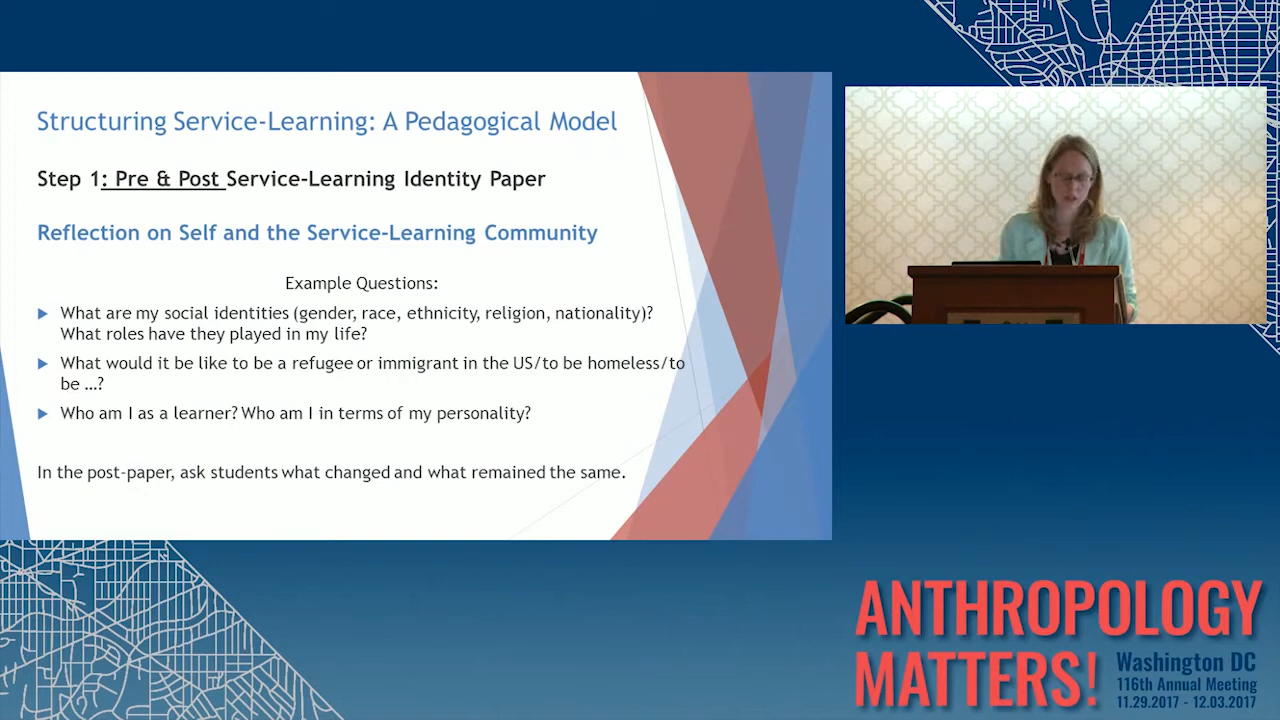 Structuring Service-Learning: A Pedagogical Model
Step 1: Pre & Post Service-Learning Identity Paper
Reflection on Self and the Service-Learning Community
Example Questions:
What are my social identities (gender, race, ethnicity, religion, nationality)?
What roles have they played in my life?
What would it be like to be a refugee or immigrant in the US/to be homeless/to
be …?
Who am I as a learner? Who am I in terms of my personality?
In the post-paper, ask students what changed and what remained the same.
ANTHROPOLOGY
MATTERS!
Washington DC
116th Annual Meeting
11.29.2017 - 12.03.2017